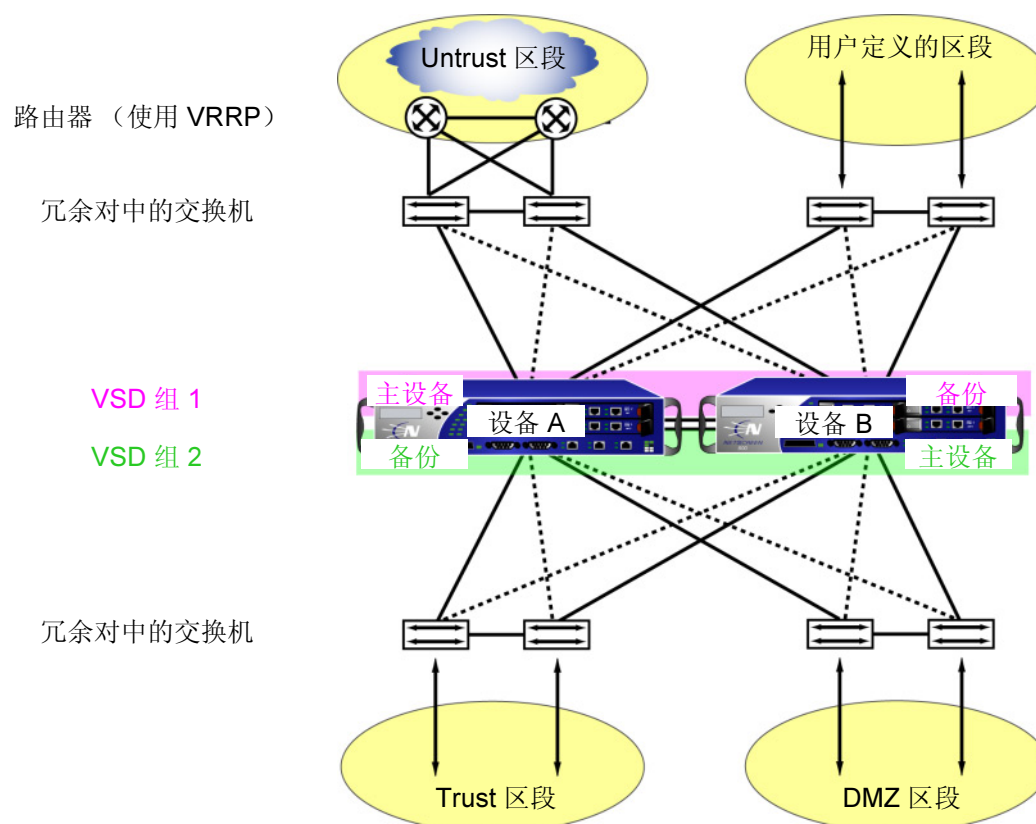 Untrust 区段
用户定义的区段
路由器 （使用 VRRP）
冗余对中的交换机
VSD 组 1
主设备
备份
设备 A
设备 B
VSD 组 2
备份
主设备
冗余对中的交换机
Trust 区段
DMZ 区段